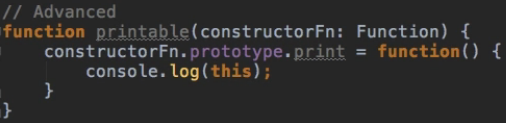 // Advanced
function printable(constructorFn: Function) {
    constructorFn.prototype.print = function() {
        console.log(this);
    }
}